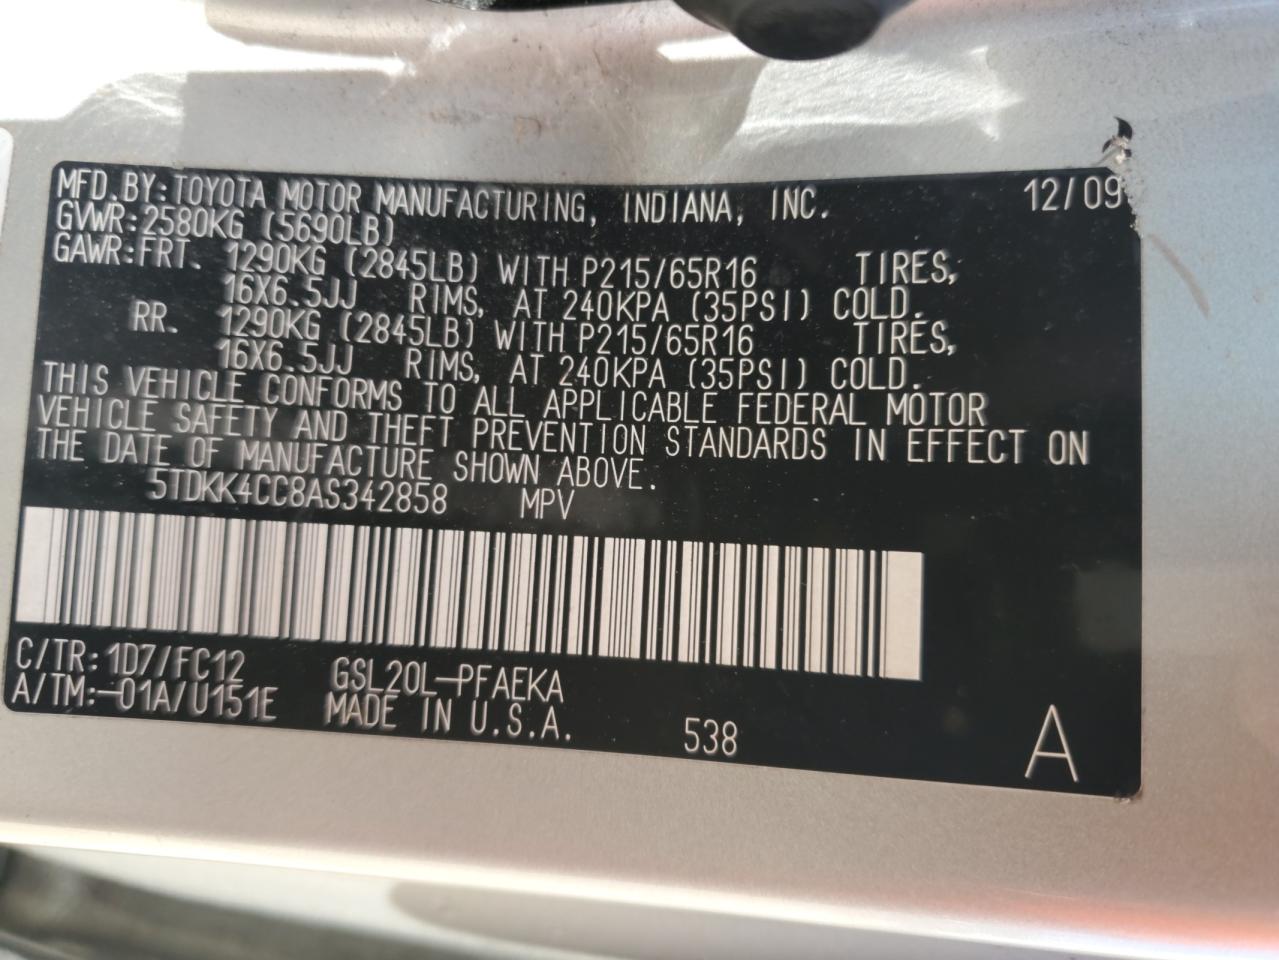 MFD.BY:TOYOTA MOTOR MANUFACTURING, INDIANA, INC. 12/09
GVWR:2580KG (5690LB)
GAWR:FRT. 1290KG (2845LB) WITH P215/65R16 TIRES,
16X6.5JJ RIMS, AT 240KPA (35PSI) COLD.
RR. 1290KG (2845LB) WITH P215/65R16 TIRES,
16X6.5JJ RIMS, AT 240KPA (35PSI) COLD.
THIS VEHICLE CONFORMS TO ALL APPLICABLE FEDERAL MOTOR
VEHICLE SAFETY AND THEFT PREVENTION STANDARDS IN EFFECT ON
THE DATE OF MANUFACTURE SHOWN ABOVE.
5TDKK4CC8AS342858 MPV
C/TR:1D7/FC12 GSL20L-PFAEKA
A/TM:-01A/U151E MADE IN U.S.A. 538 A